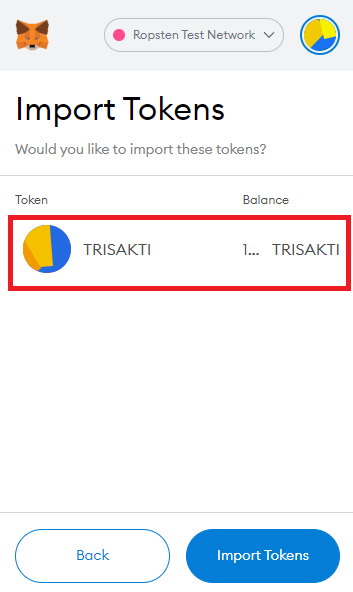 Ropsten Test Network
Import Tokens
Would you like to import these tokens?
Token Balance
TRISAKTI 1... TRISAKTI
Back Import Tokens